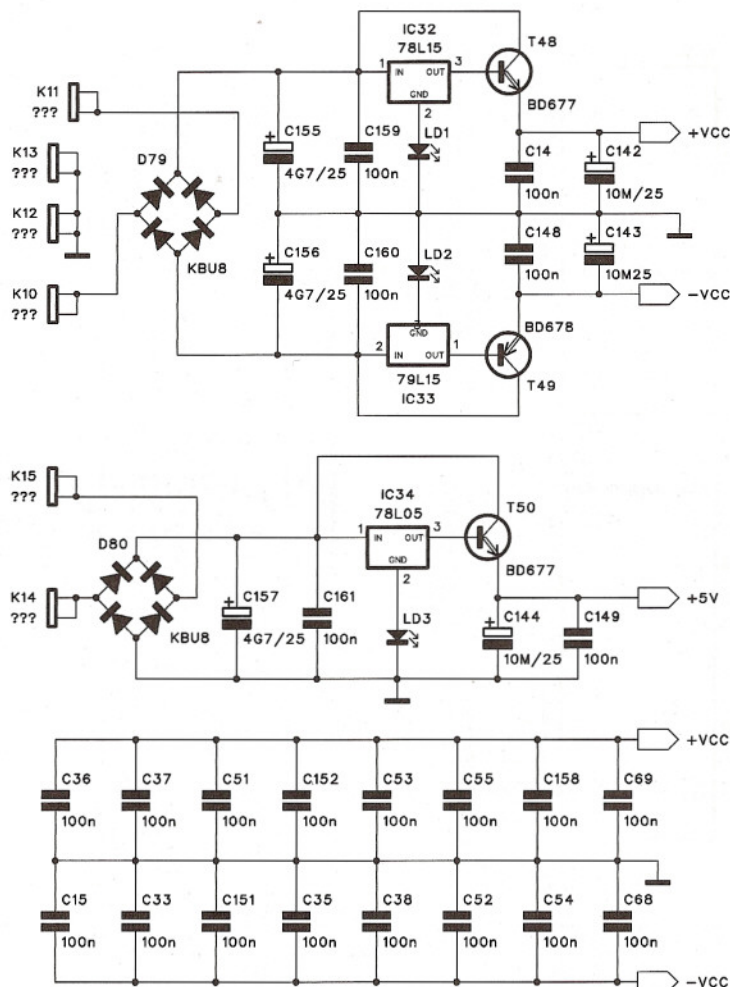 IC32
78L15
1 IN OUT 3
GND
2
T48
BD677
K11
???
K13
???
K12
???
K10
???
D79
KBU8
+ C155
4G7/25
C159
100n
LD1
C14
100n
+ C142
10M/25
+VCC
+ C156
4G7/25
C160
100n
LD2
C148
100n
+ C143
10M25
-VCC
GND
2 IN OUT 1
79L15
IC33
BD678
T49
K15
???
K14
???
D80
KBU8
IC34
78L05
1 IN OUT 3
GND
2
T50
BD677
+ C157
4G7/25
C161
100n
LD3
+ C144
10M/25
C149
100n
+5V
+VCC
C36 C37 C51 C152 C53 C55 C158 C69
100n 100n 100n 100n 100n 100n 100n 100n
C15 C33 C151 C35 C38 C52 C54 C68
100n 100n 100n 100n 100n 100n 100n 100n
-VCC